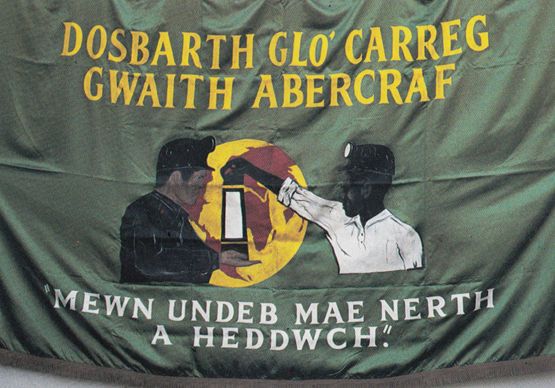 DOSBARTH GLO' CARREG
GWAITH ABERCRAF
"MEWN UNDEB MAE NERTH
A HEDDWCH."